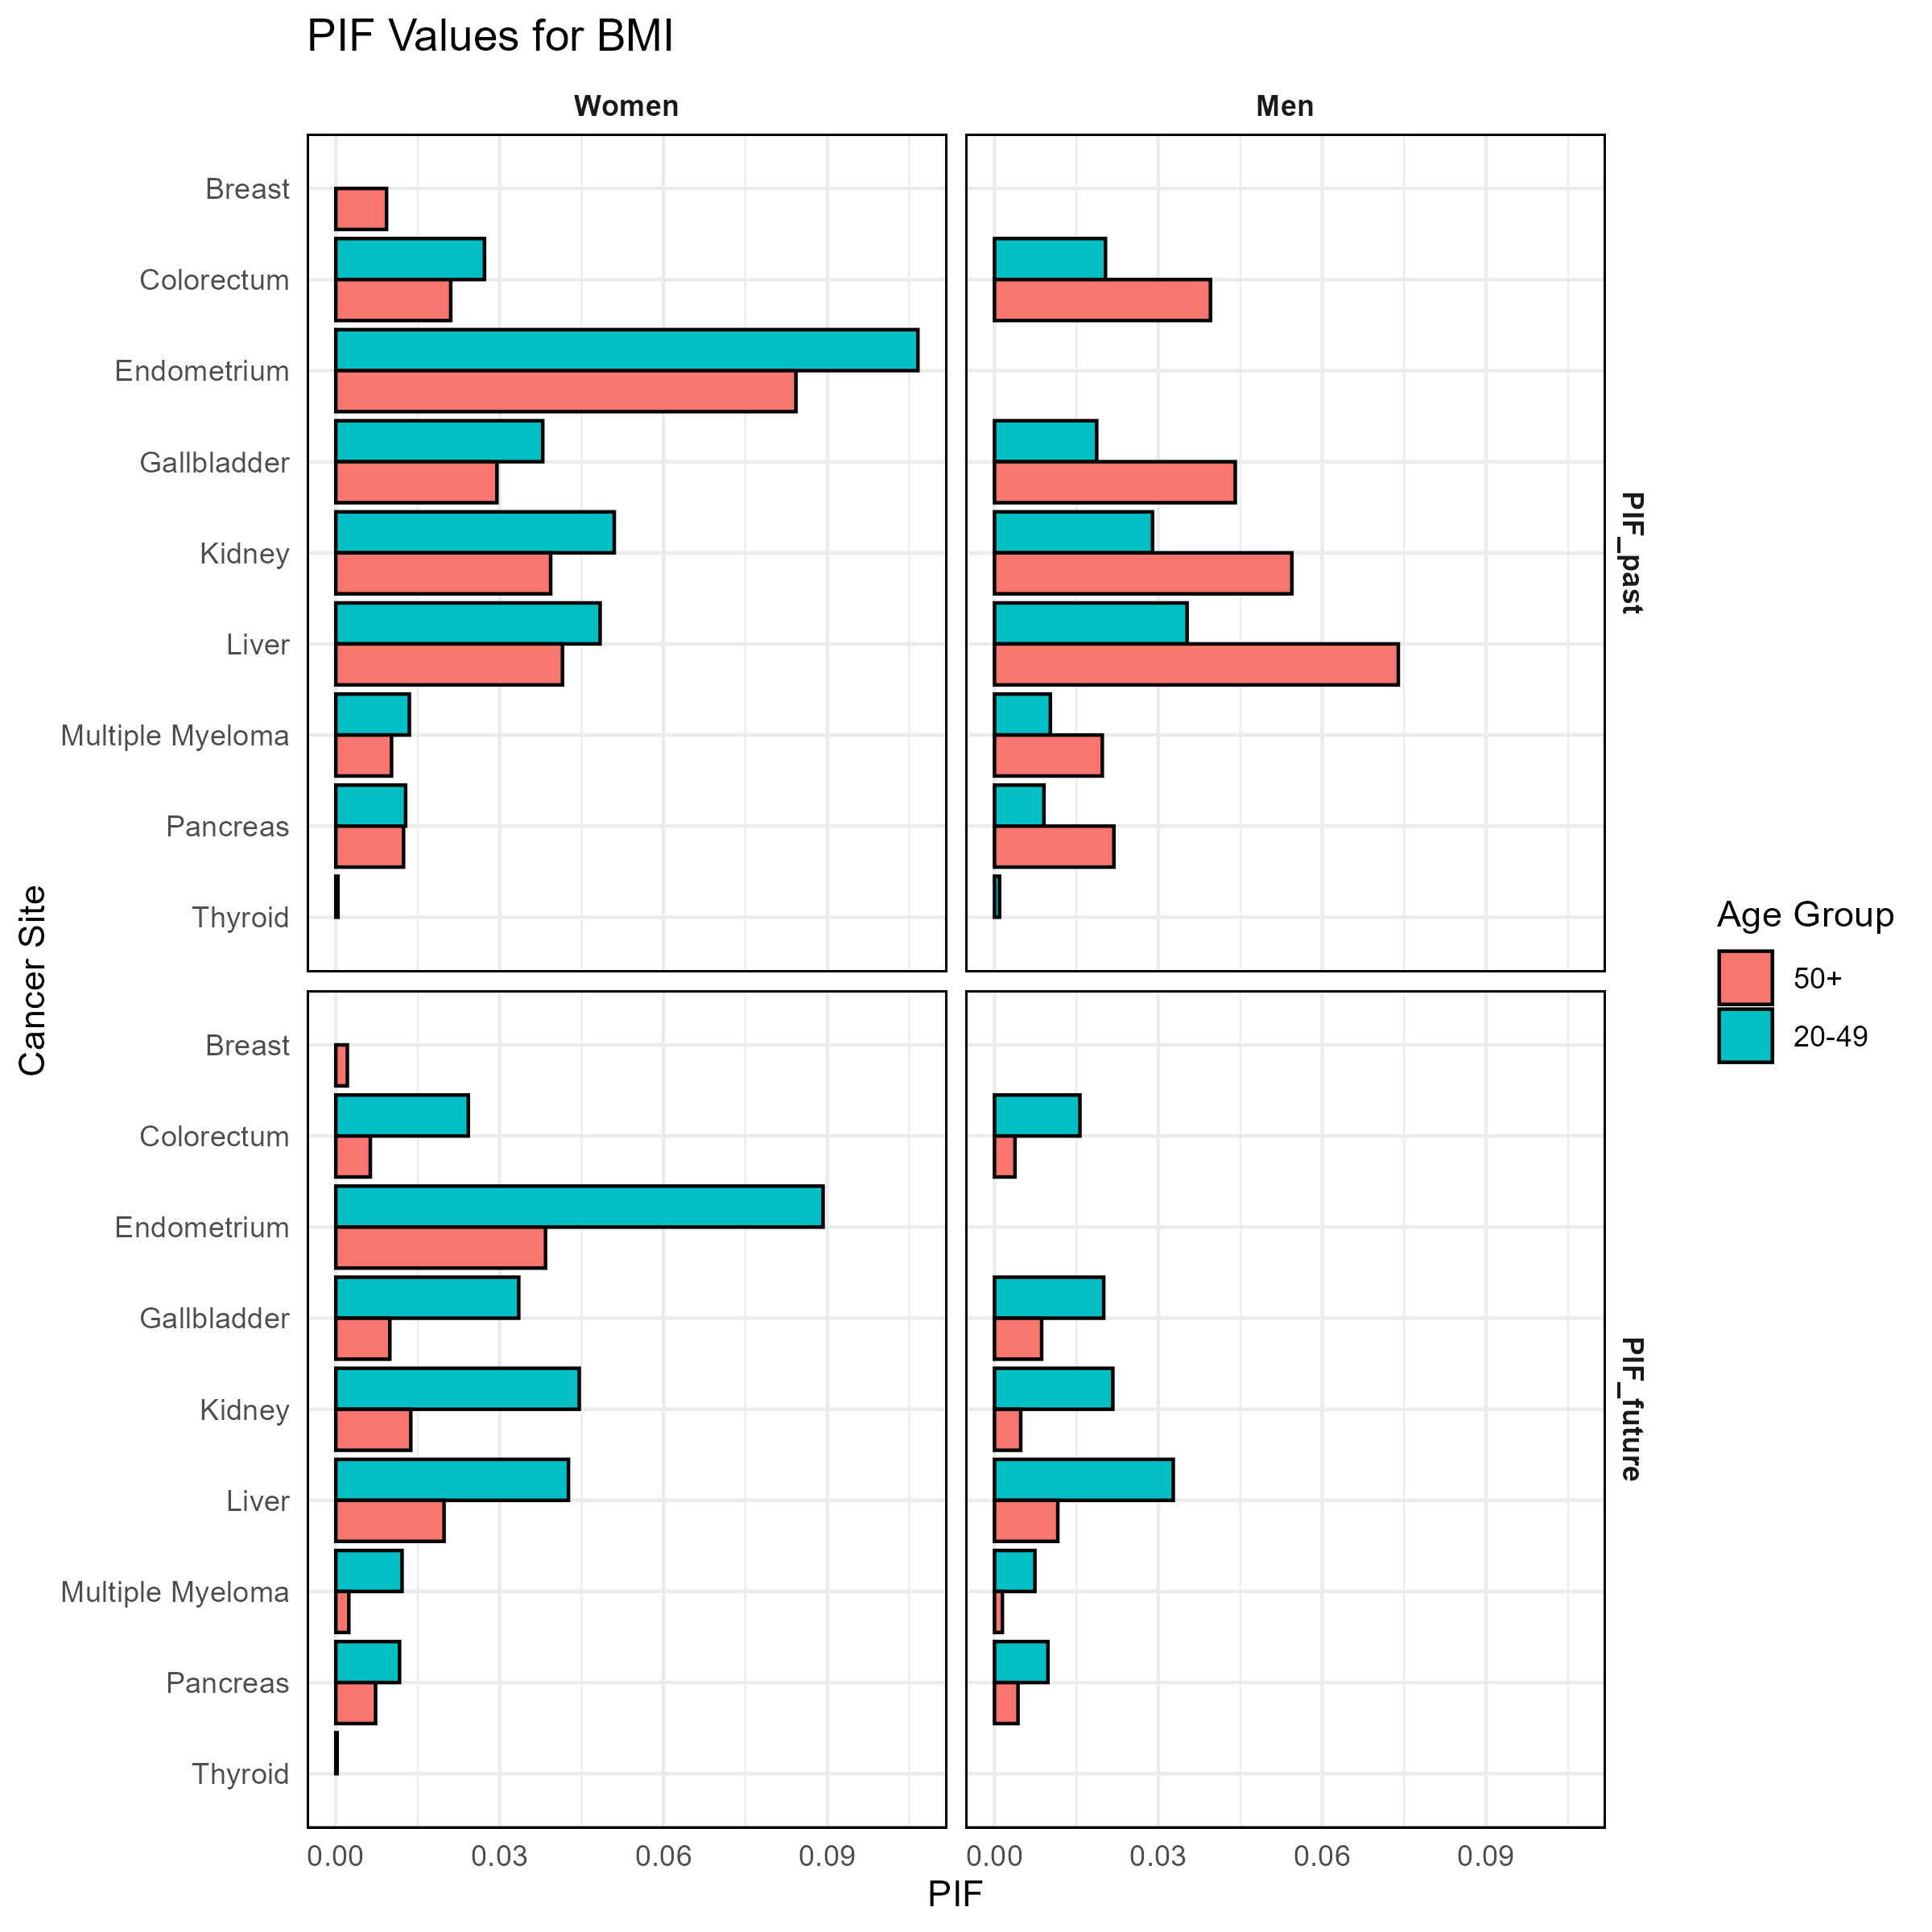 PIF Values for BMI
Women
Men
Breast
Colorectum
Endometrium
Gallbladder
Kidney
Liver
Multiple Myeloma
Pancreas
Thyroid
PIF_past
Breast
Colorectum
Endometrium
Gallbladder
Kidney
Liver
Multiple Myeloma
Pancreas
Thyroid
PIF_future
0.00 0.03 0.06 0.09
0.00 0.03 0.06 0.09
PIF
Cancer Site
Age Group
50+
20-49